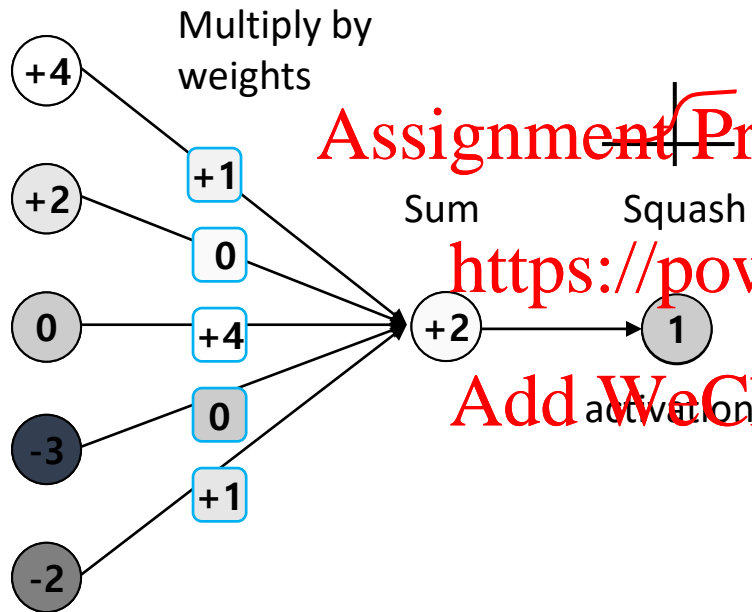 Multiply by
weights
+4
+1
Assignment Pr
+2
Sum
Squash
0
https://pow
0
+4
+2
1
0
Add WeC
activation
-3
+1
-2